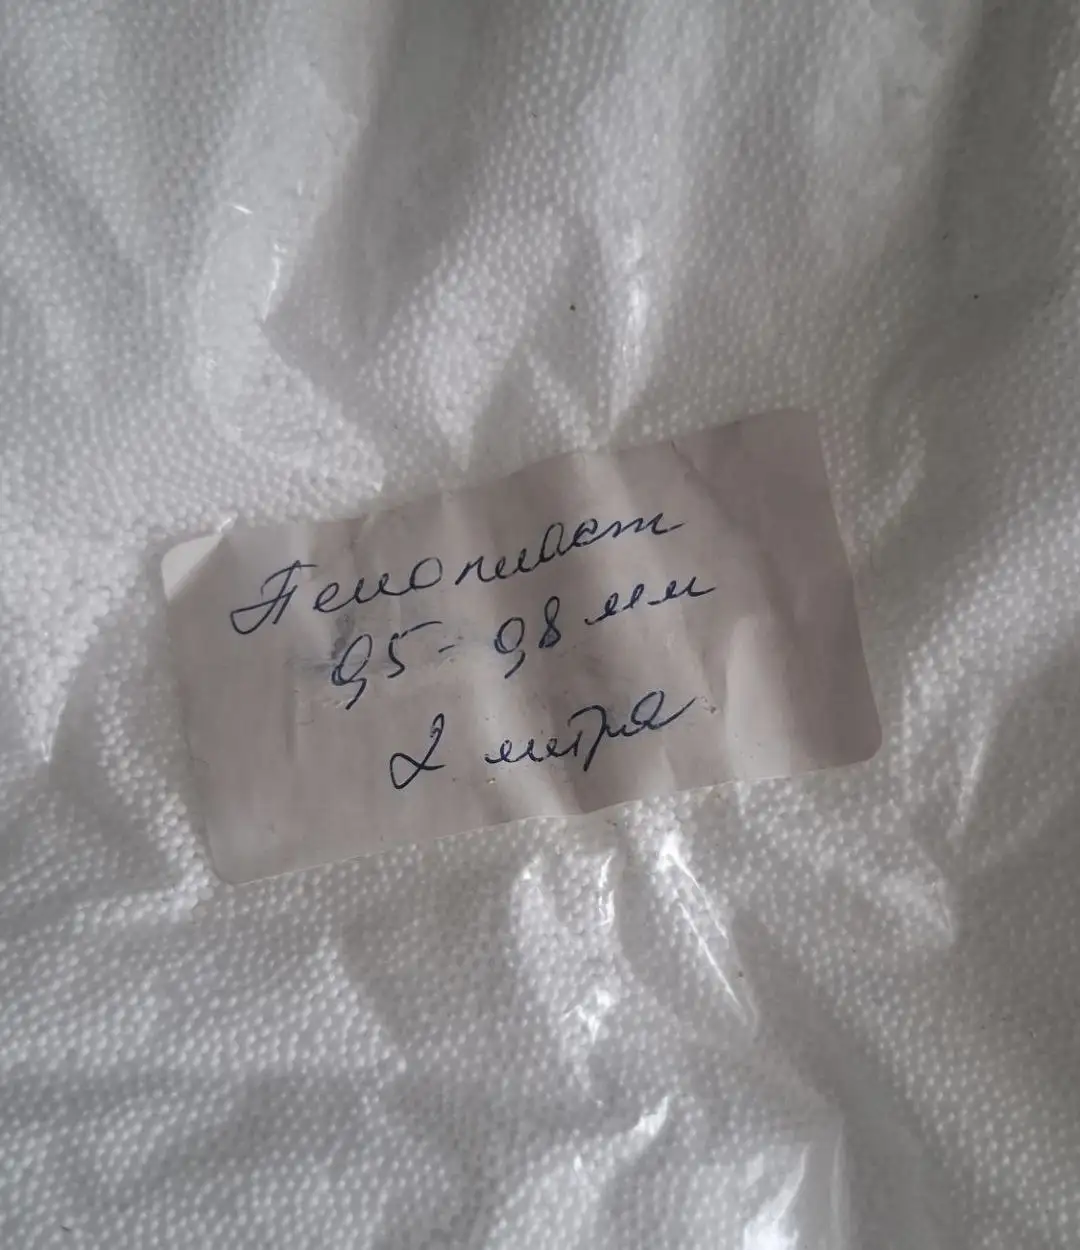 Пенопласт
0,5 - 0,8 мм
2 литра